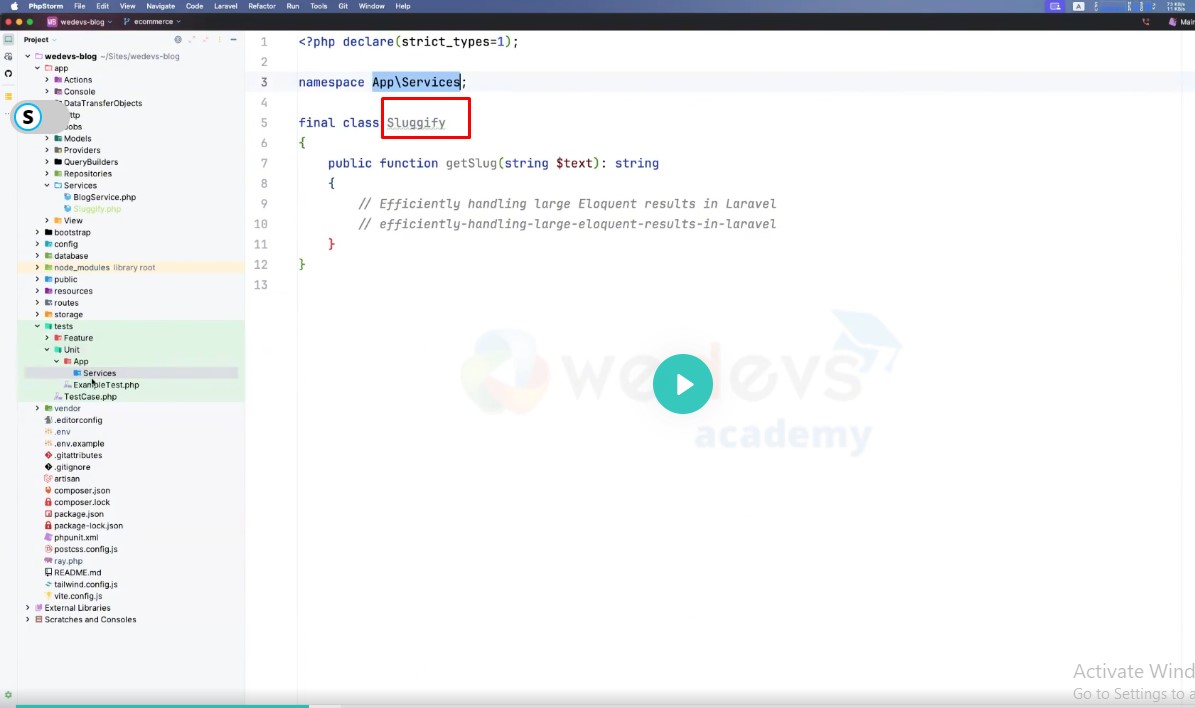 PhpStorm File Edit View Navigate Code Laravel Refactor Run Tools Git Window Help
wedevs-blog ecommerce
Project
wedevs-blog ~/Sites/wedevs-blog
app
Actions
Console
DataTransferObjects
Models
Providers
QueryBuilders
Repositories
Services
BlogService.php
Sluggify.php
View
bootstrap
config
database
node_modules library root
public
resources
routes
storage
tests
Feature
Unit
App
Services
ExampleTest.php
TestCase.php
vendor
.editorconfig
.env
.env.example
.gitattributes
.gitignore
artisan
composer.json
composer.lock
package.json
package-lock.json
phpunit.xml
postcss.config.js
ray.php
README.md
tailwind.config.js
vite.config.js
External Libraries
Scratches and Consoles
S
1 <?php declare(strict_types=1);
2
3 namespace App\Services;
4
5 final class Sluggify
6 {
7 public function getSlug(string $text): string
8 {
9 // Efficiently handling large Eloquent results in Laravel
10 // efficiently-handling-large-eloquent-results-in-laravel
11 }
12 }
13
wedevs
academy
Activate Wind
Go to Settings to a